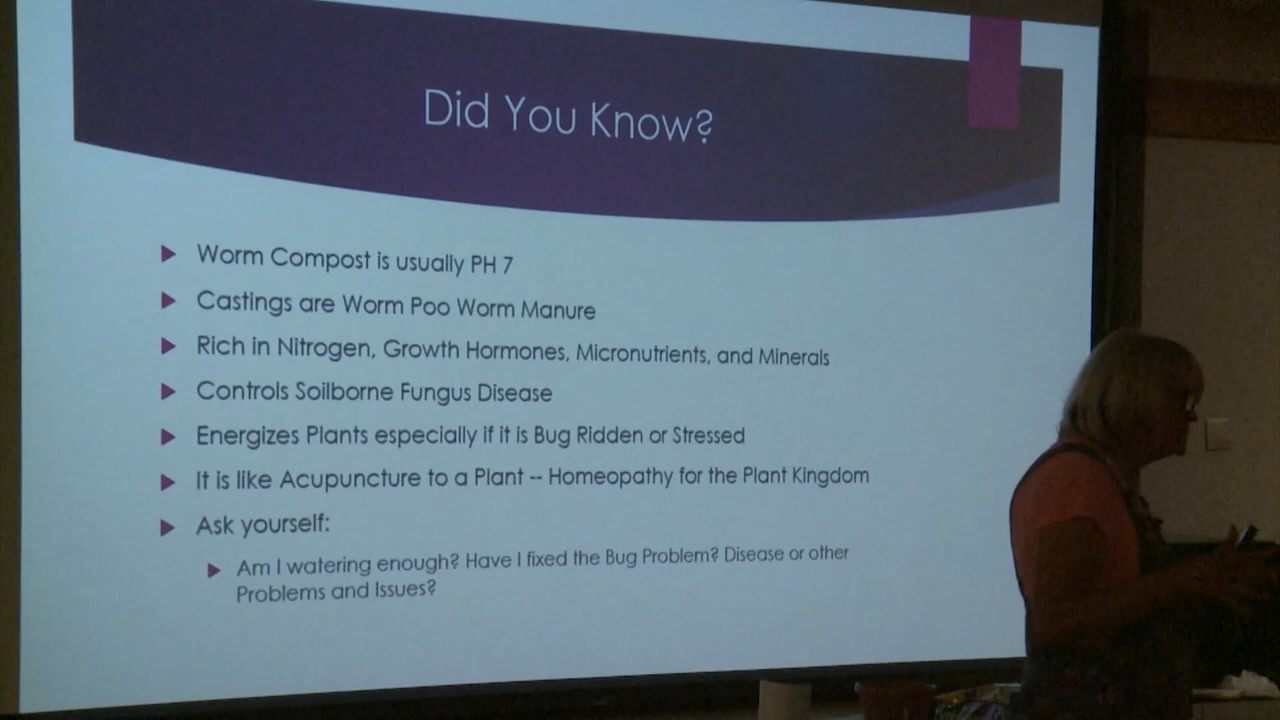 Did You Know?
Worm Compost is usually PH 7
Castings are Worm Poo Worm Manure
Rich in Nitrogen, Growth Hormones, Micronutrients, and Minerals
Controls Soilborne Fungus Disease
Energizes Plants especially if it is Bug Ridden or Stressed
It is like Acupuncture to a Plant -- Homeopathy for the Plant Kingdom
Ask yourself:
Am I watering enough? Have I fixed the Bug Problem? Disease or other
Problems and Issues?